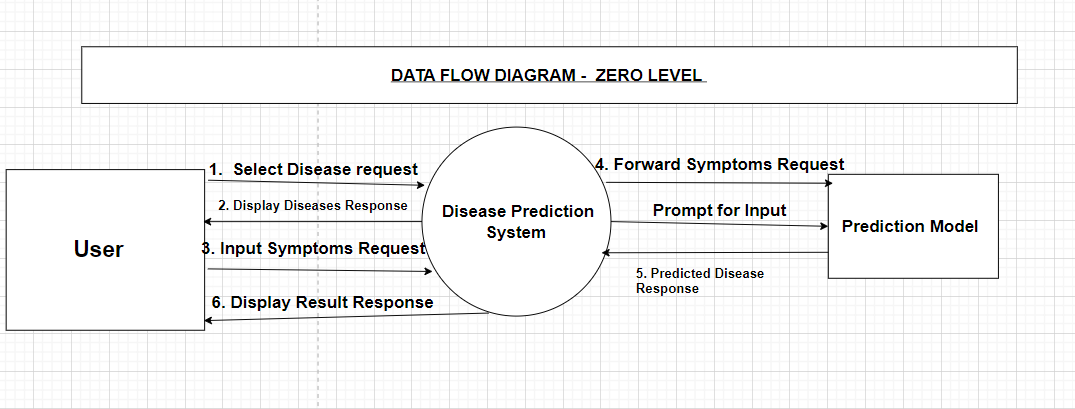 DATA FLOW DIAGRAM - ZERO LEVEL
1. Select Disease request
2. Display Diseases Response
3. Input Symptoms Request
6. Display Result Response
User
Disease Prediction
System
4. Forward Symptoms Request
Prompt for Input
5. Predicted Disease
Response
Prediction Model